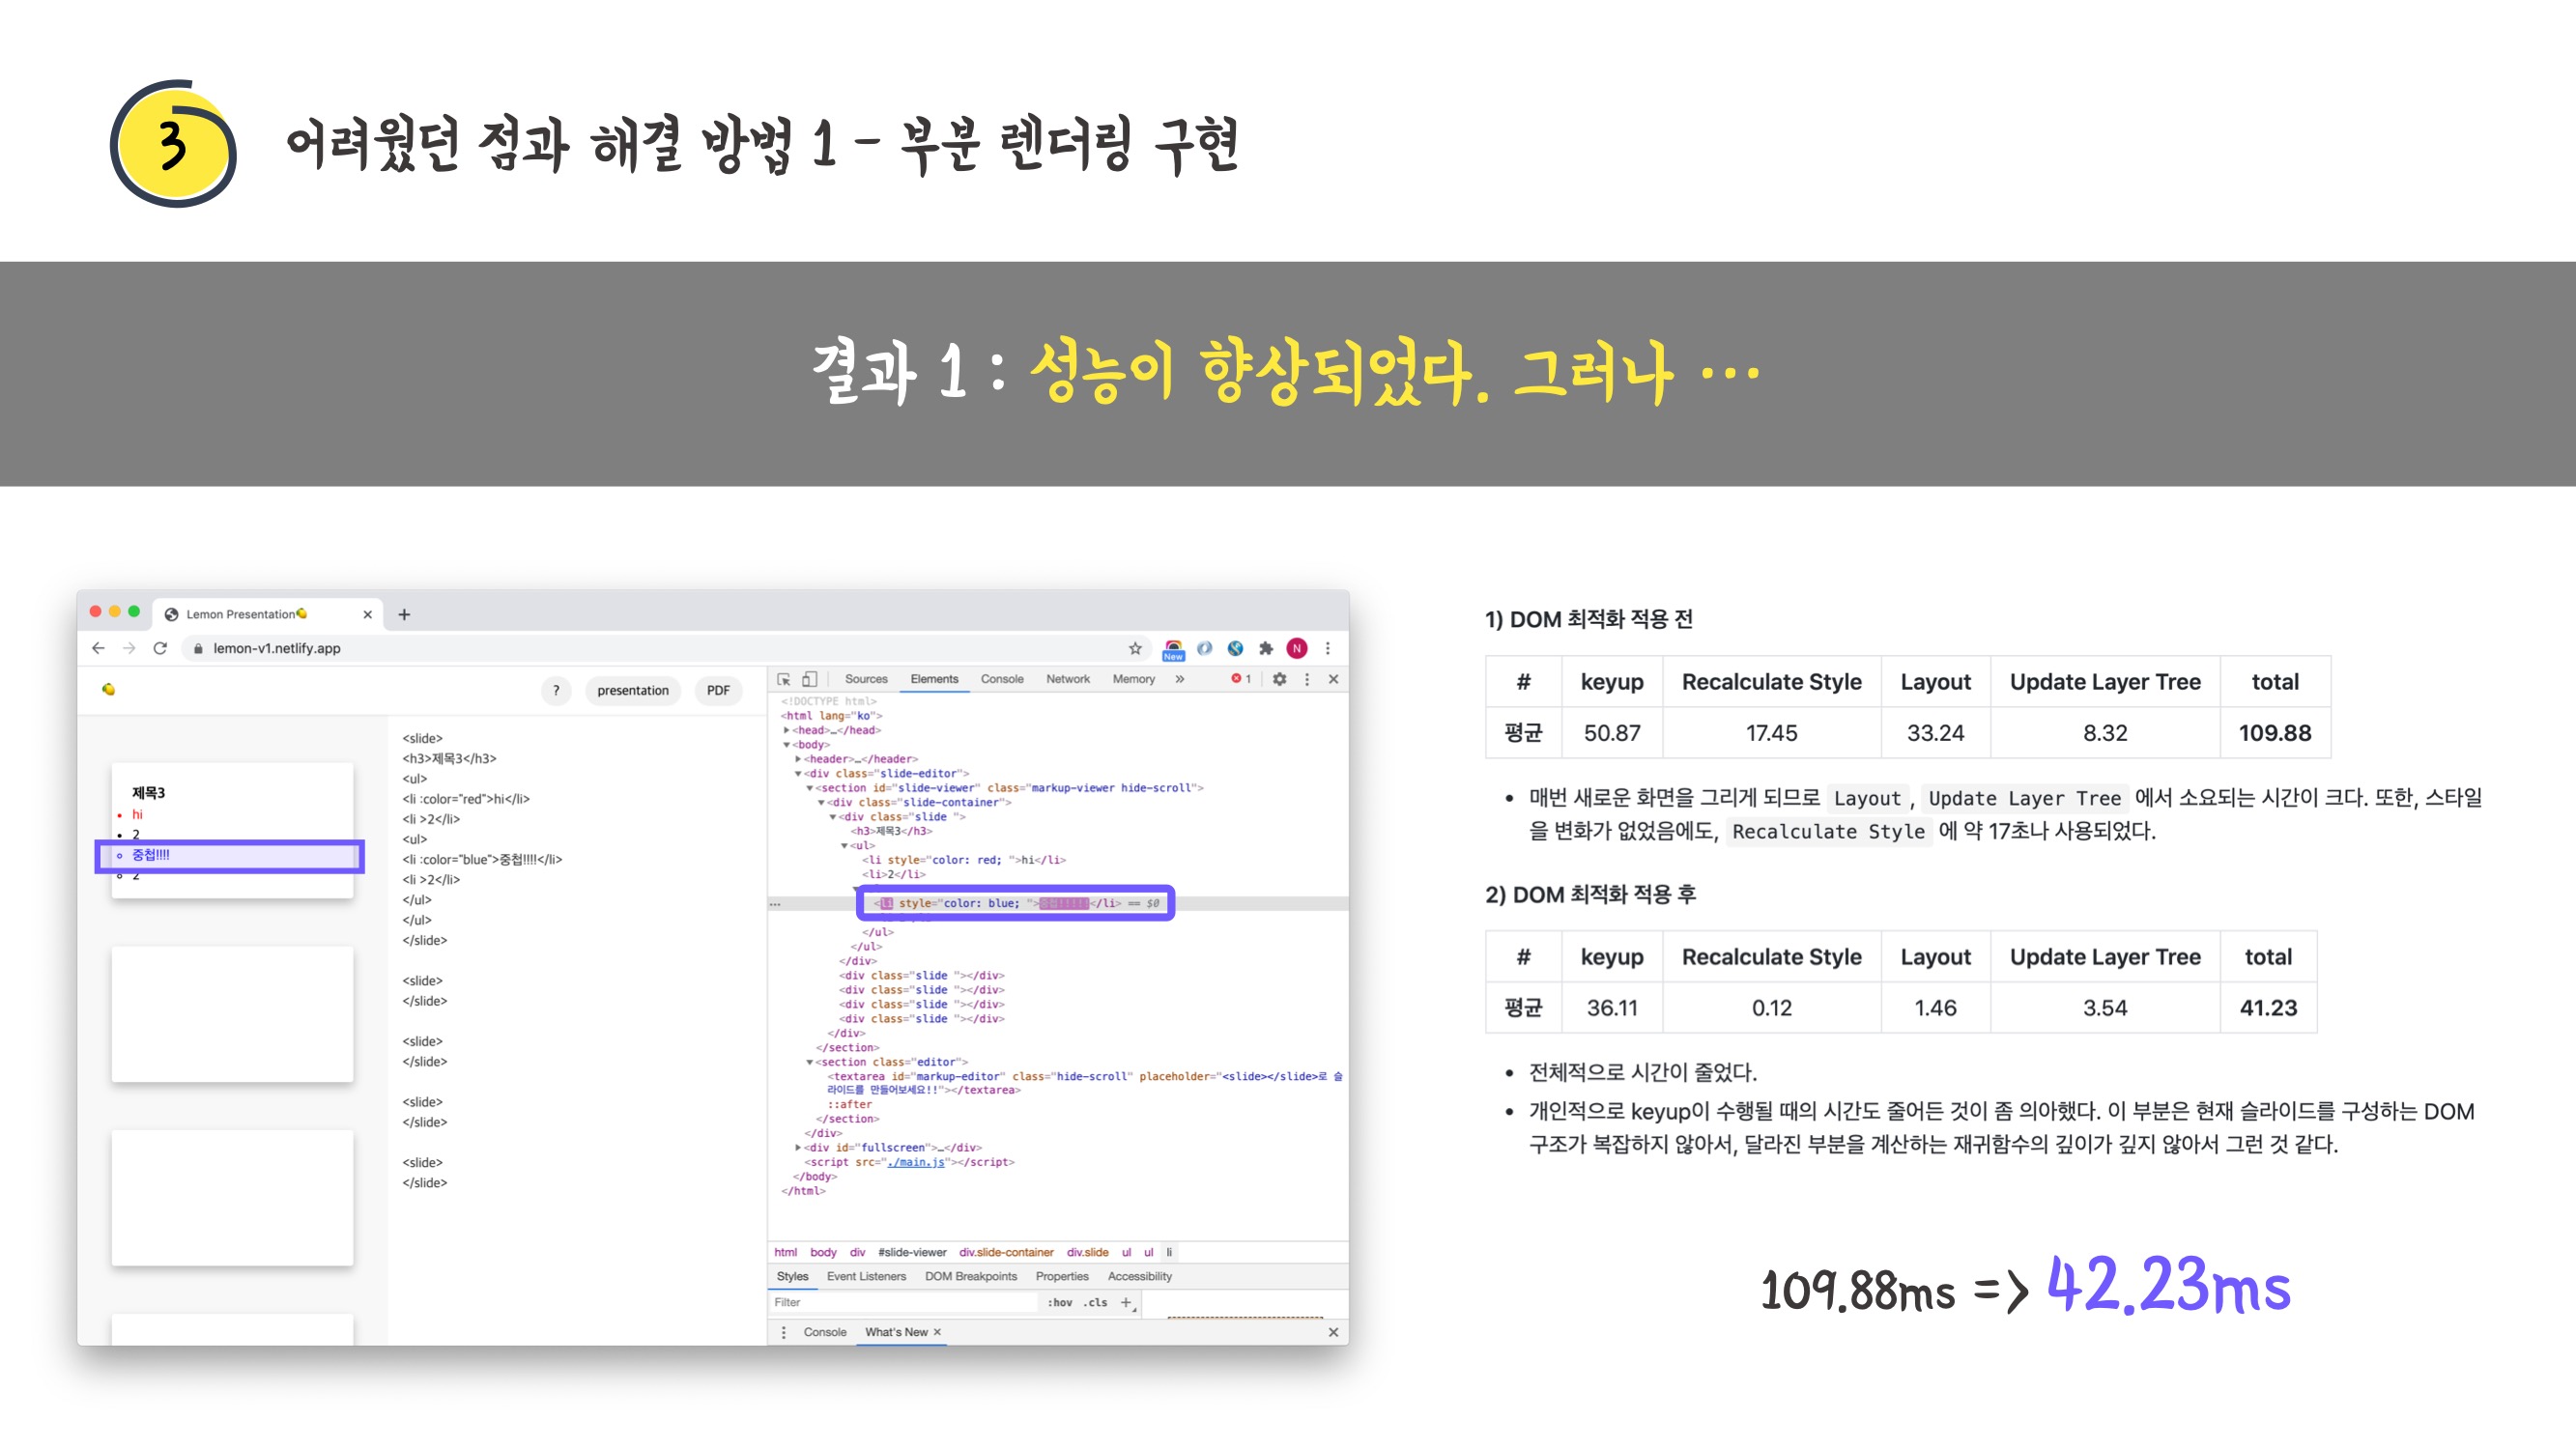 3
어려웠던 점과 해결 방법 1 - 부분 렌더링 구현
결과 1 : 성능이 향상되었다. 그러나 ...
Lemon Presentation🍋
lemon-v1.netlify.app
New
N
? presentation PDF
제목3
hi
2
중첩!!!!
2
<slide>
<h3>제목3</h3>
<ul>
<li :color="red">hi</li>
<li >2</li>
<ul>
<li :color="blue">중첩!!!!</li>
<li >2</li>
</ul>
</ul>
</slide>
<slide>
</slide>
<slide>
</slide>
<slide>
</slide>
<slide>
</slide>
Sources Elements Console Network Memory » 1
<!DOCTYPE html>
<html lang="ko">
<head>…</head>
<body>
<header>…</header>
<div class="slide-editor">
<section id="slide-viewer" class="markup-viewer hide-scroll">
<div class="slide-container">
<div class="slide ">
<h3>제목3</h3>
<ul>
<li style="color: red; ">hi</li>
<li>2</li>
<li style="color: blue; ">중첩!!!!!</li> == $0
</ul>
</ul>
</div>
<div class="slide "></div>
<div class="slide "></div>
<div class="slide "></div>
<div class="slide "></div>
</div>
</section>
<section class="editor">
<textarea id="markup-editor" class="hide-scroll" placeholder="<slide></slide>로 슬
라이드를 만들어보세요!!"></textarea>
::after
</section>
</div>
<div id="fullscreen">…</div>
<script src="./main.js"></script>
</body>
</html>
html body div #slide-viewer div.slide-container div.slide ul ul li
Styles Event Listeners DOM Breakpoints Properties Accessibility
Filter :hov .cls +
Console What's New ×
1) DOM 최적화 적용 전
# keyup Recalculate Style Layout Update Layer Tree total
평균 50.87 17.45 33.24 8.32 109.88
• 매번 새로운 화면을 그리게 되므로 Layout , Update Layer Tree 에서 소요되는 시간이 크다. 또한, 스타일
을 변화가 없었음에도, Recalculate Style 에 약 17초나 사용되었다.
2) DOM 최적화 적용 후
# keyup Recalculate Style Layout Update Layer Tree total
평균 36.11 0.12 1.46 3.54 41.23
• 전체적으로 시간이 줄었다.
• 개인적으로 keyup이 수행될 때의 시간도 줄어든 것이 좀 의아했다. 이 부분은 현재 슬라이드를 구성하는 DOM
구조가 복잡하지 않아서, 달라진 부분을 계산하는 재귀함수의 깊이가 깊지 않아서 그런 것 같다.
109.88ms => 42.23ms